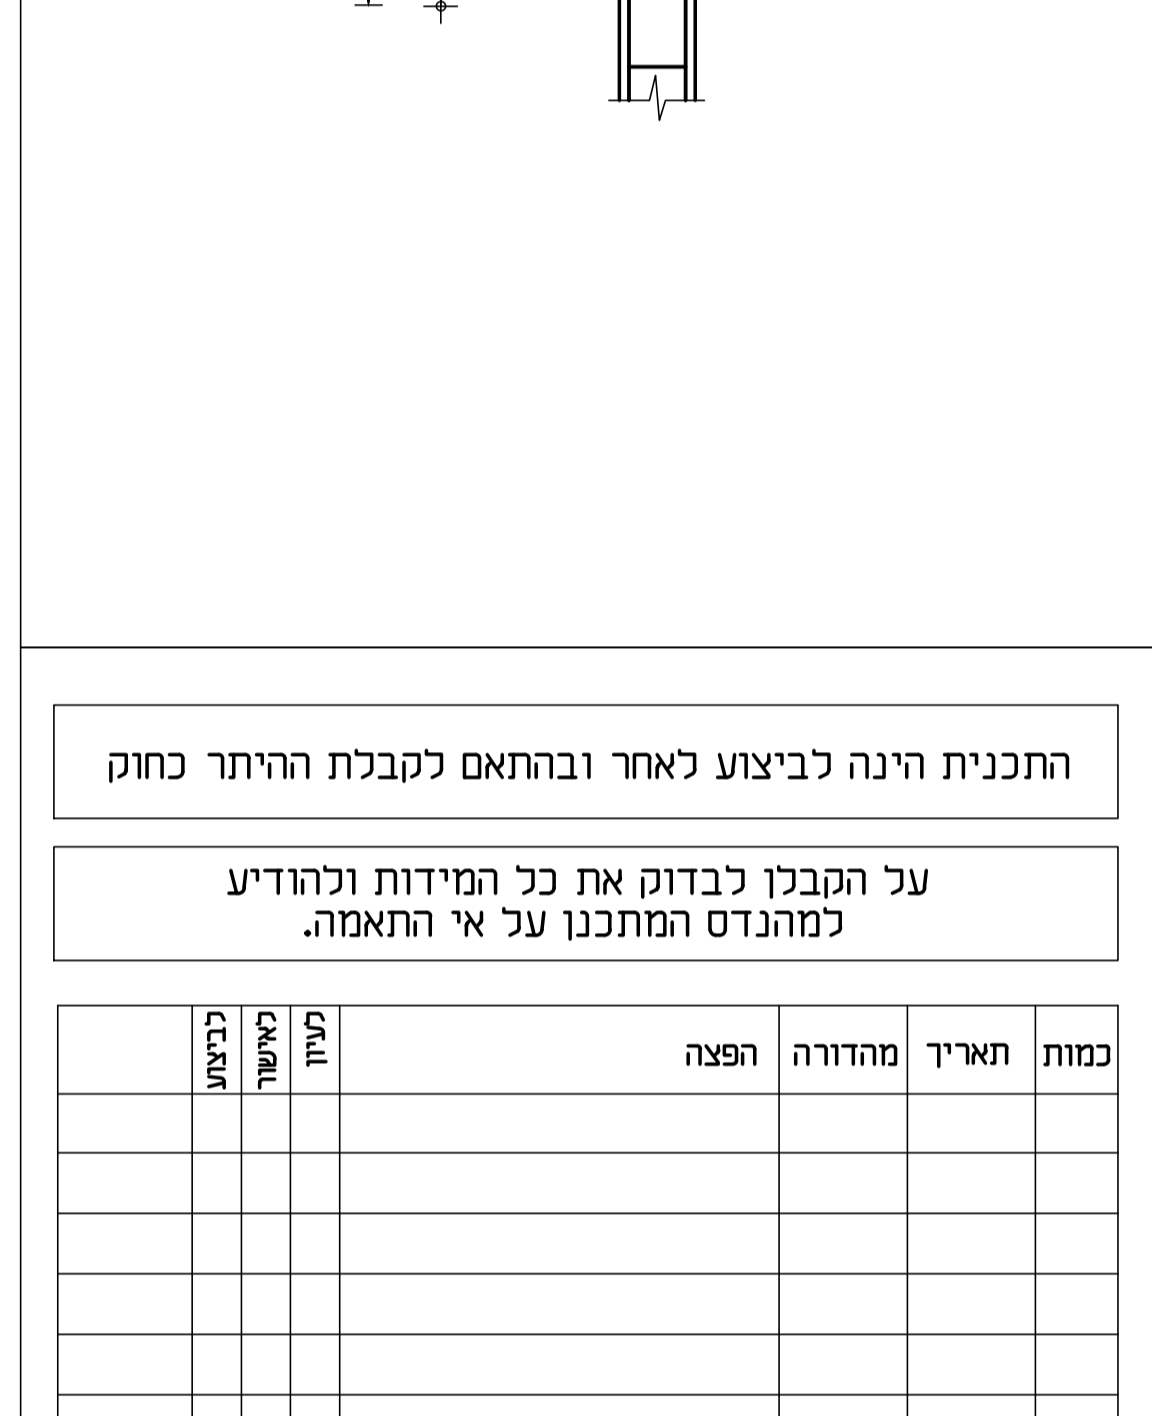 התכנית הינה לביצוע לאחר ובהתאם לקבלת ההיתר כחוק
על הקבלן לבדוק את כל המידות ולהודיע
למהנדס המתכנן על אי התאמה.
כמות תאריך מהדורה הפצה לעיון לאישור לביצוע